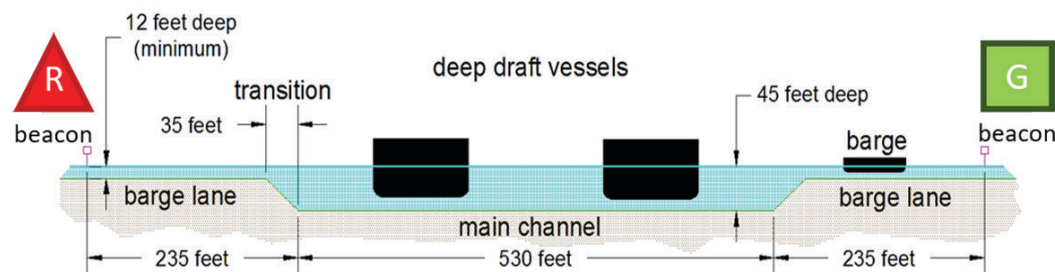 12 feet deep
(minimum)
R
G
deep draft vessels
transition
45 feet deep
35 feet
beacon
barge
beacon
barge lane
barge lane
main channel
235 feet
530 feet
235 feet